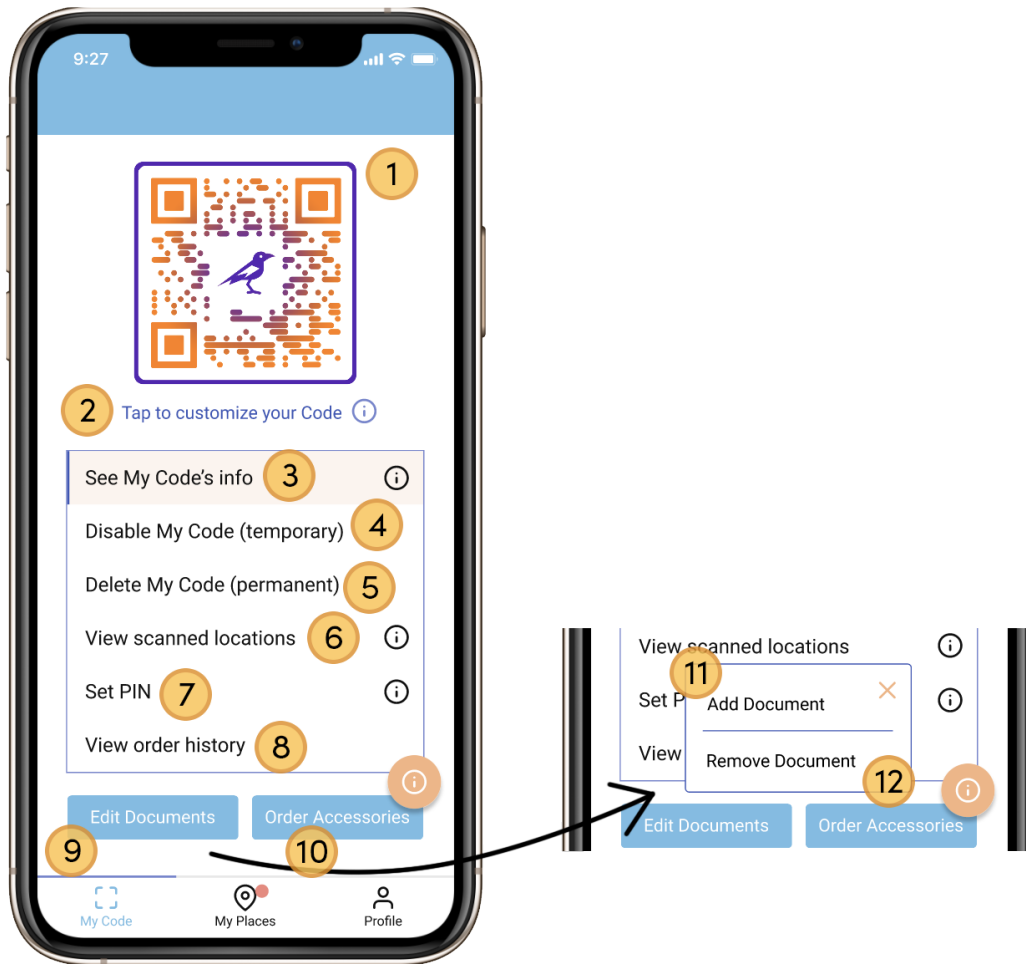 9:27
1
2 Tap to customize your Code
See My Code's info 3
Disable My Code (temporary) 4
Delete My Code (permanent) 5
View scanned locations 6
Set PIN 7
View order history 8
Edit Documents Order Accessories
9 10
My Code My Places Profile
View scanned locations
11
Set P
Add Document
View
Remove Document
12
Edit Documents Order Accessories